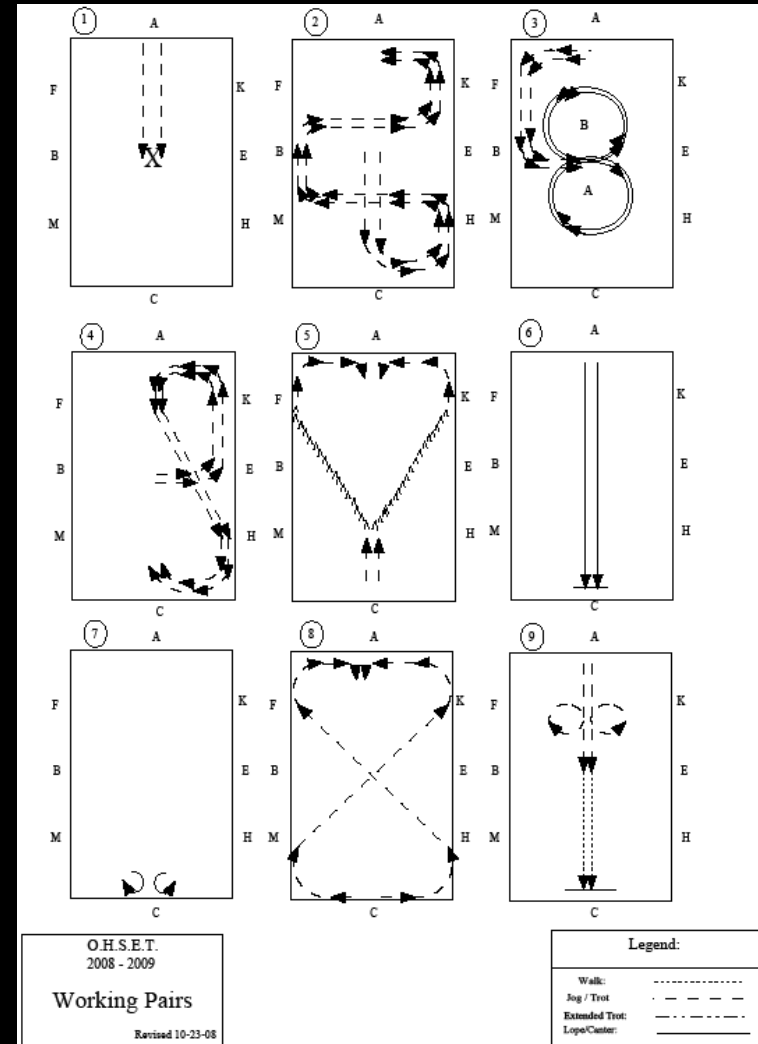 1
A
F
K
B
X
E
M
H
C
2
A
F
K
B
E
M
H
C
3
A
F
K
B
B
E
A
M
H
C
4
A
F
K
B
E
M
H
C
5
A
F
K
B
E
M
H
C
6
A
F
K
B
E
M
H
C
7
A
F
K
B
E
M
H
C
8
A
F
K
B
E
M
H
C
9
A
F
K
B
E
M
H
C
O.H.S.E.T.
2008 - 2009
Working Pairs
Revised 10-23-08
Legend:
Walk:
Jog / Trot
Extended Trot:
Lope/Canter: